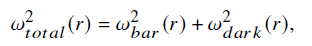 ω²_total(r) = ω²_bar(r) + ω²_dark(r),